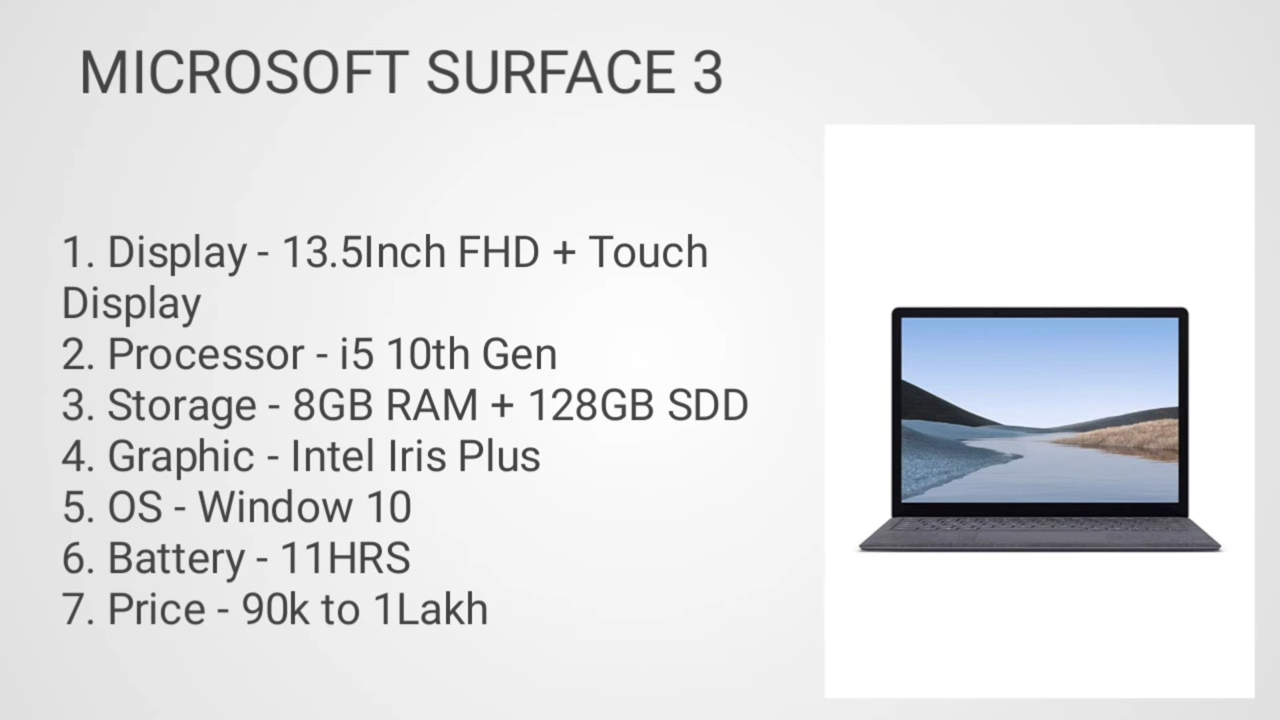 MICROSOFT SURFACE 3
1. Display - 13.5Inch FHD + Touch
Display
2. Processor - i5 10th Gen
3. Storage - 8GB RAM + 128GB SDD
4. Graphic - Intel Iris Plus
5. OS - Window 10
6. Battery - 11HRS
7. Price - 90k to 1Lakh